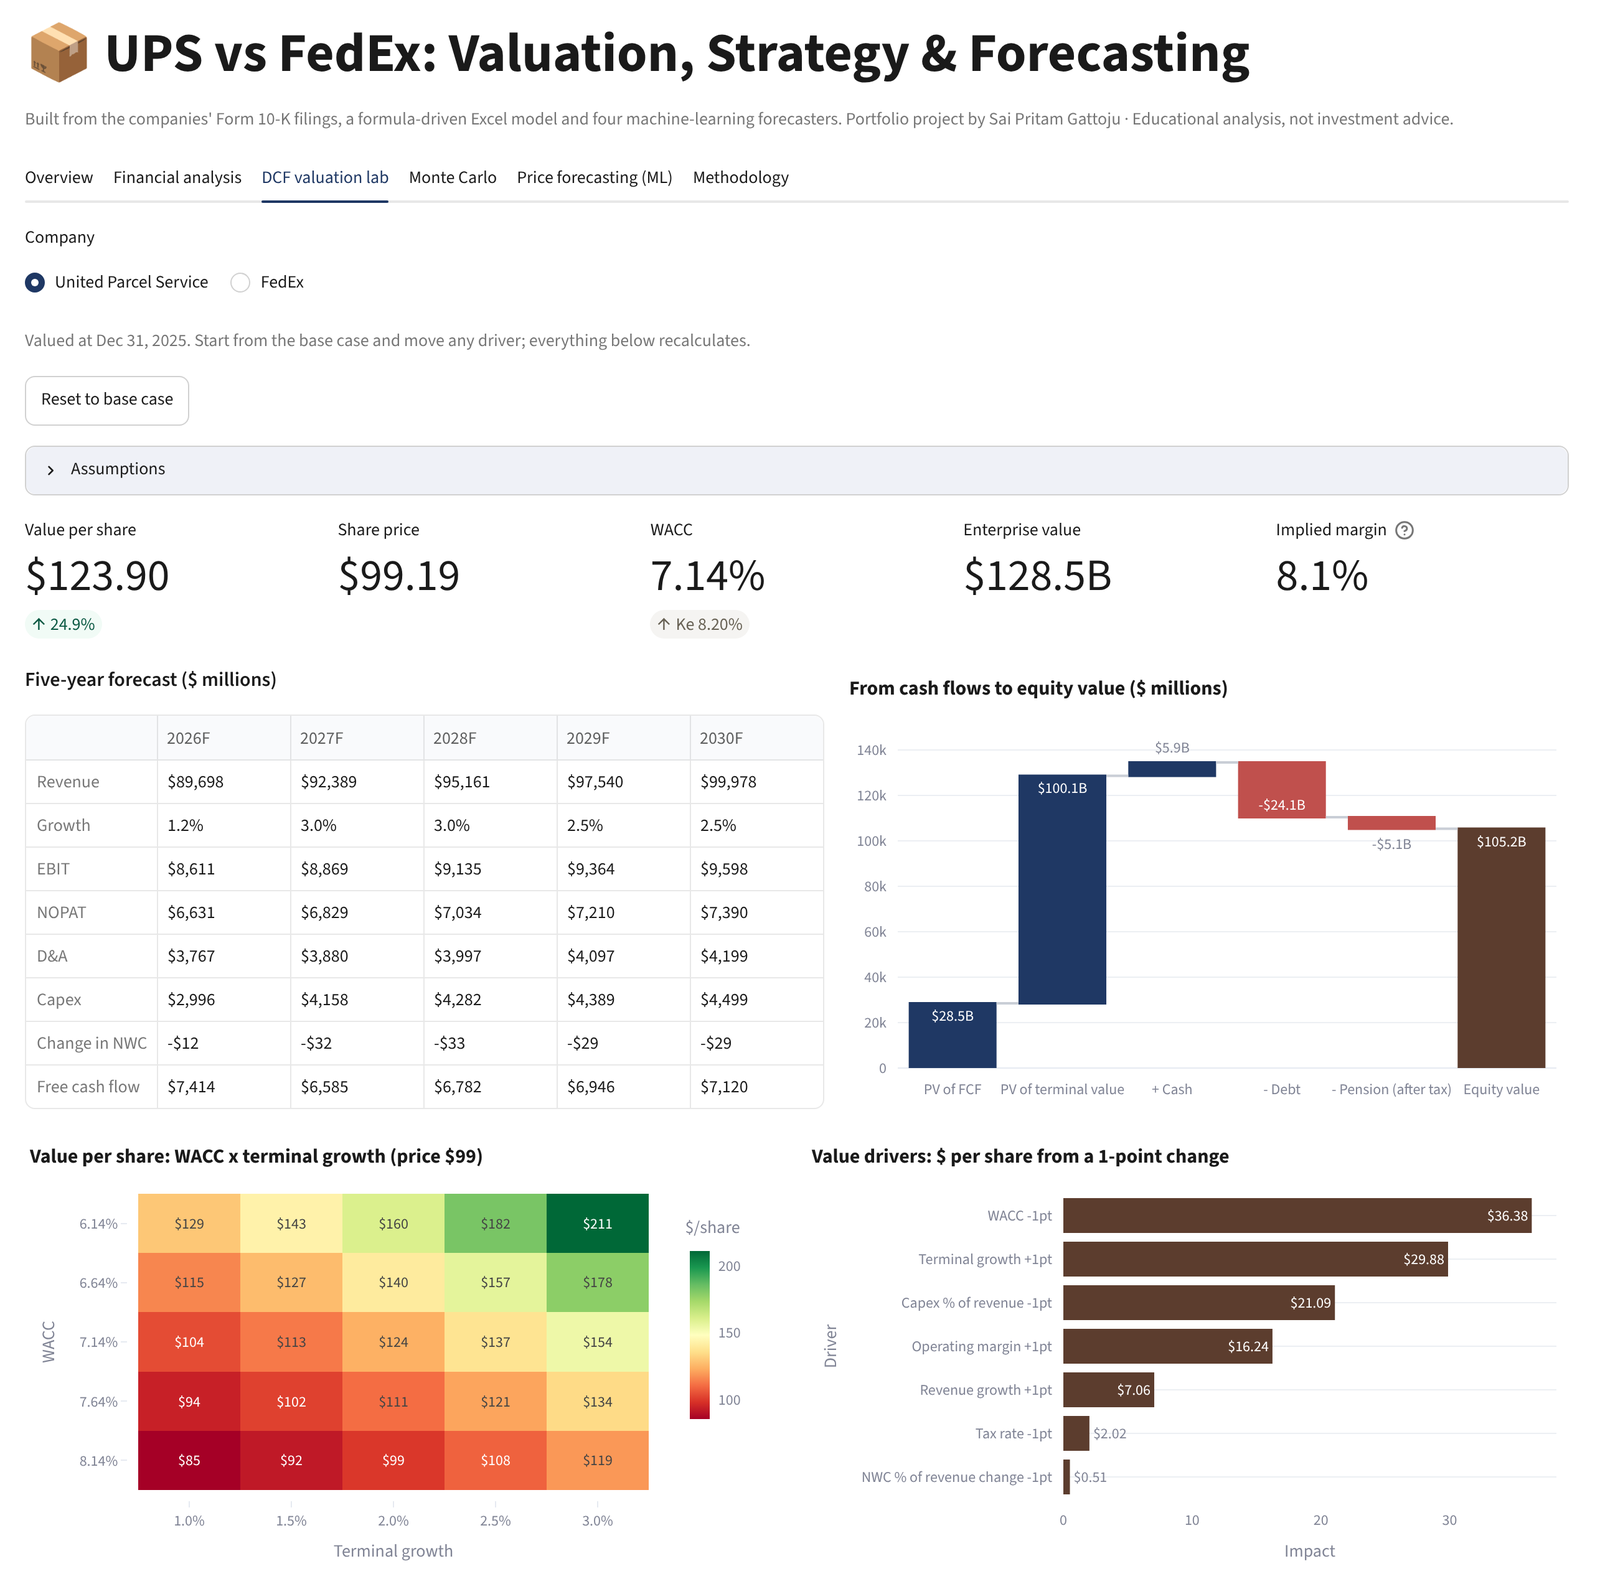 📦 UPS vs FedEx: Valuation, Strategy & Forecasting
Built from the companies' Form 10-K filings, a formula-driven Excel model and four machine-learning forecasters. Portfolio project by Sai Pritam Gattoju · Educational analysis, not investment advice.
Overview Financial analysis DCF valuation lab Monte Carlo Price forecasting (ML) Methodology
Company
United Parcel Service FedEx
Valued at Dec 31, 2025. Start from the base case and move any driver; everything below recalculates.
Reset to base case
Assumptions
Value per share Share price WACC Enterprise value Implied margin
$123.90 $99.19 7.14% $128.5B 8.1%
↑ 24.9% ↑ Ke 8.20%
Five-year forecast ($ millions)
2026F 2027F 2028F 2029F 2030F
Revenue $89,698 $92,389 $95,161 $97,540 $99,978
Growth 1.2% 3.0% 3.0% 2.5% 2.5%
EBIT $8,611 $8,869 $9,135 $9,364 $9,598
NOPAT $6,631 $6,829 $7,034 $7,210 $7,390
D&A $3,767 $3,880 $3,997 $4,097 $4,199
Capex $2,996 $4,158 $4,282 $4,389 $4,499
Change in NWC -$12 -$32 -$33 -$29 -$29
Free cash flow $7,414 $6,585 $6,782 $6,946 $7,120
From cash flows to equity value ($ millions)
140k
120k
100k
80k
60k
40k
20k
0
$28.5B $100.1B $5.9B -$24.1B -$5.1B $105.2B
PV of FCF PV of terminal value + Cash - Debt - Pension (after tax) Equity value
Value per share: WACC x terminal growth (price $99)
WACC
6.14% $129 $143 $160 $182 $211
6.64% $115 $127 $140 $157 $178
7.14% $104 $113 $124 $137 $154
7.64% $94 $102 $111 $121 $134
8.14% $85 $92 $99 $108 $119
1.0% 1.5% 2.0% 2.5% 3.0%
Terminal growth
$/share
200
150
100
Value drivers: $ per share from a 1-point change
Driver
WACC -1pt $36.38
Terminal growth +1pt $29.88
Capex % of revenue -1pt $21.09
Operating margin +1pt $16.24
Revenue growth +1pt $7.06
Tax rate -1pt $2.02
NWC % of revenue change -1pt $0.51
0 10 20 30
Impact